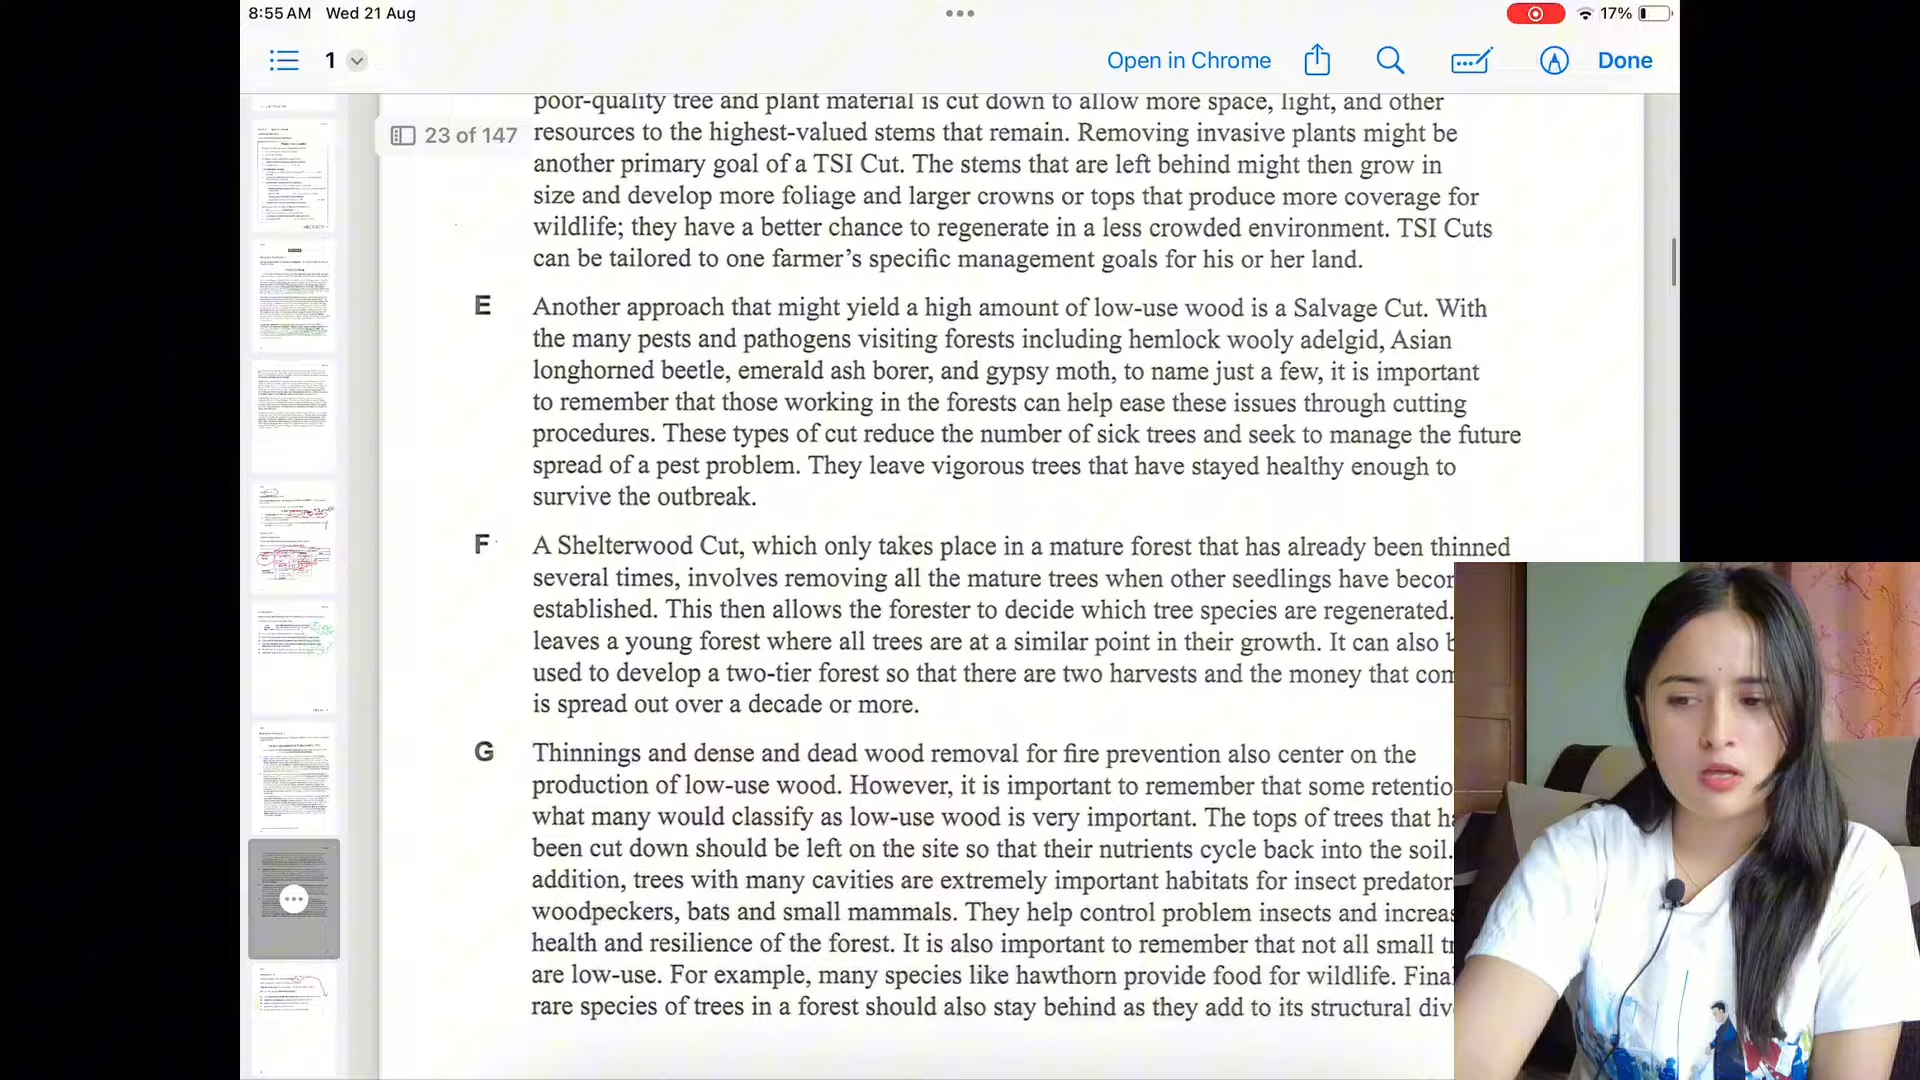 8:55 AM Wed 21 Aug
17%
1
Open in Chrome
Done
23 of 147
poor-quality tree and plant material is cut down to allow more space, light, and other
resources to the highest-valued stems that remain. Removing invasive plants might be
another primary goal of a TSI Cut. The stems that are left behind might then grow in
size and develop more foliage and larger crowns or tops that produce more coverage for
wildlife; they have a better chance to regenerate in a less crowded environment. TSI Cuts
can be tailored to one farmer’s specific management goals for his or her land.
E Another approach that might yield a high amount of low-use wood is a Salvage Cut. With
the many pests and pathogens visiting forests including hemlock wooly adelgid, Asian
longhorned beetle, emerald ash borer, and gypsy moth, to name just a few, it is important
to remember that those working in the forests can help ease these issues through cutting
procedures. These types of cut reduce the number of sick trees and seek to manage the future
spread of a pest problem. They leave vigorous trees that have stayed healthy enough to
survive the outbreak.
F A Shelterwood Cut, which only takes place in a mature forest that has already been thinned
several times, involves removing all the mature trees when other seedlings have becom
established. This then allows the forester to decide which tree species are regenerated.
leaves a young forest where all trees are at a similar point in their growth. It can also b
used to develop a two-tier forest so that there are two harvests and the money that com
is spread out over a decade or more.
G Thinnings and dense and dead wood removal for fire prevention also center on the
production of low-use wood. However, it is important to remember that some retentio
what many would classify as low-use wood is very important. The tops of trees that ha
been cut down should be left on the site so that their nutrients cycle back into the soil.
addition, trees with many cavities are extremely important habitats for insect predator
woodpeckers, bats and small mammals. They help control problem insects and increas
health and resilience of the forest. It is also important to remember that not all small tr
are low-use. For example, many species like hawthorn provide food for wildlife. Fina
rare species of trees in a forest should also stay behind as they add to its structural div